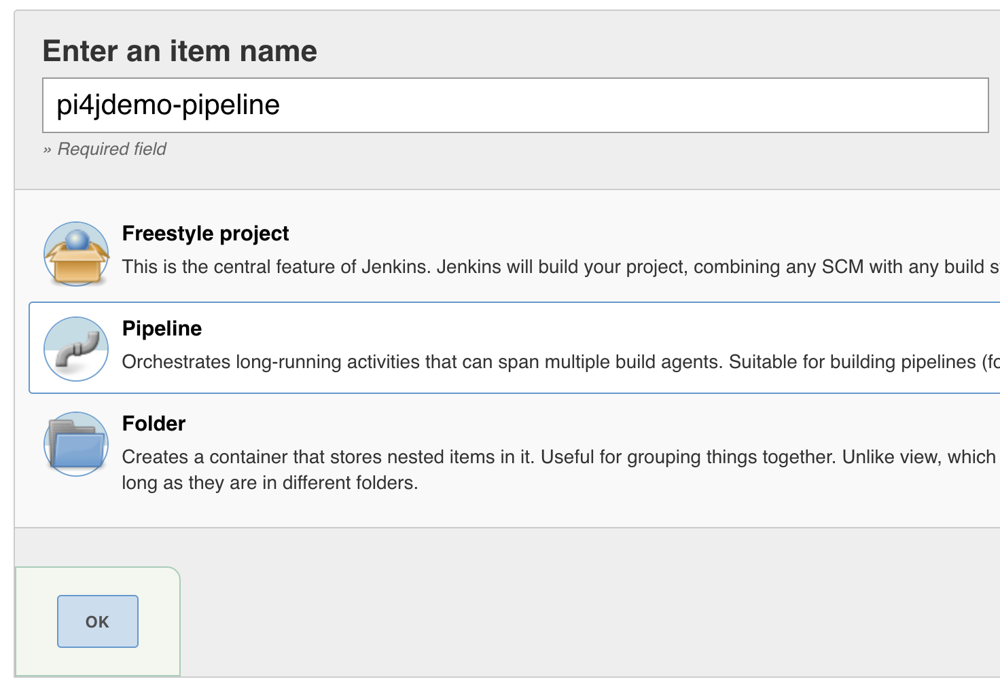 Enter an item name
pi4jdemo-pipeline
» Required field
Freestyle project
This is the central feature of Jenkins. Jenkins will build your project, combining any SCM with any build
Pipeline
Orchestrates long-running activities that can span multiple build agents. Suitable for building pipelines
Folder
Creates a container that stores nested items in it. Useful for grouping things together. Unlike view, which
long as they are in different folders.
OK